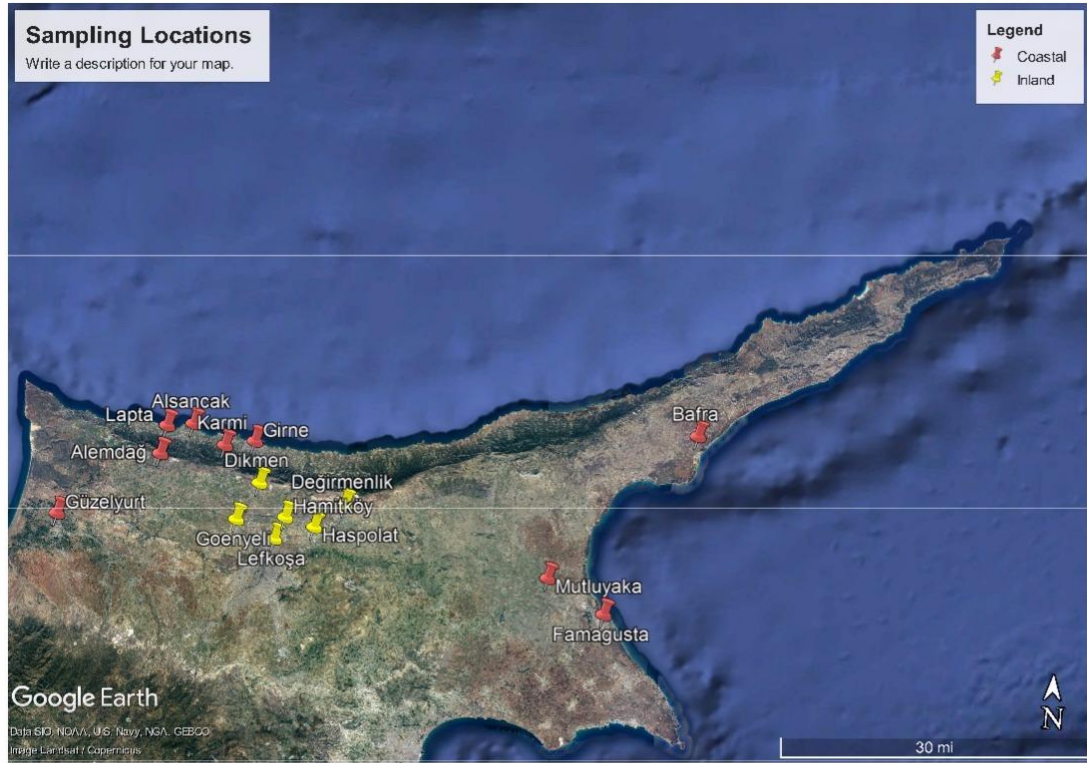 Sampling Locations
Write a description for your map.
Legend
Coastal
Inland
Alsancak
Lapta
Karmi
Girne
Alemdağ
Dikmen
Bafra
Değirmenlik
Güzelyurt
Hamitköy
Goenyeli
Haspolat
Lefkoşa
Mutluyaka
Famagusta
Google Earth
Data SIO, NOAA, U.S. Navy, NGA, GEBCO
Image Landsat / Copernicus
N
30 mi